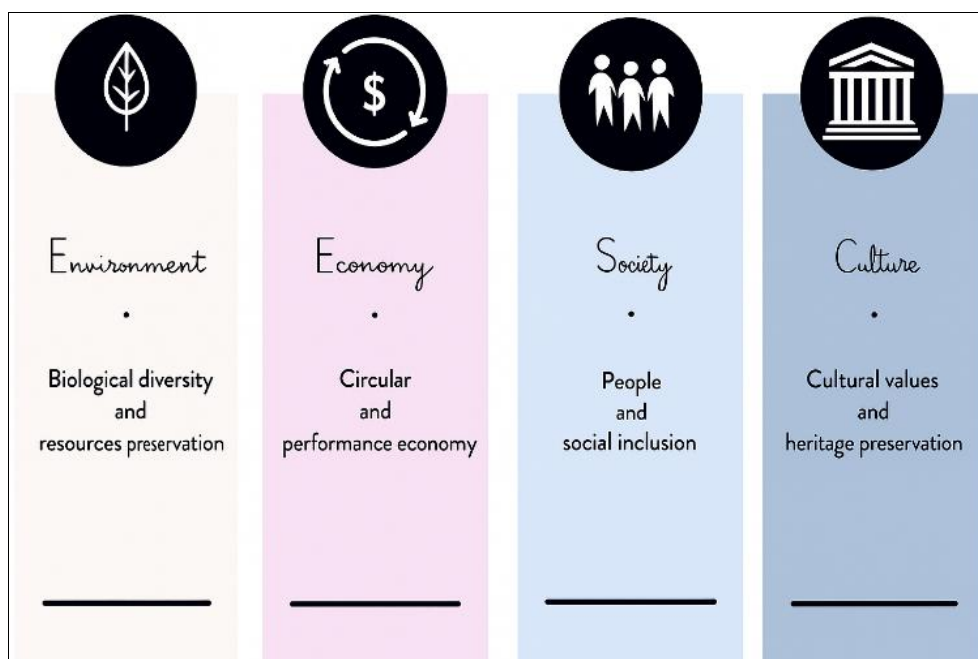 $
Environment
•
Biological diversity
and
resources preservation
Economy
•
Circular
and
performance economy
Society
•
People
and
social inclusion
Culture
•
Cultural values
and
heritage preservation